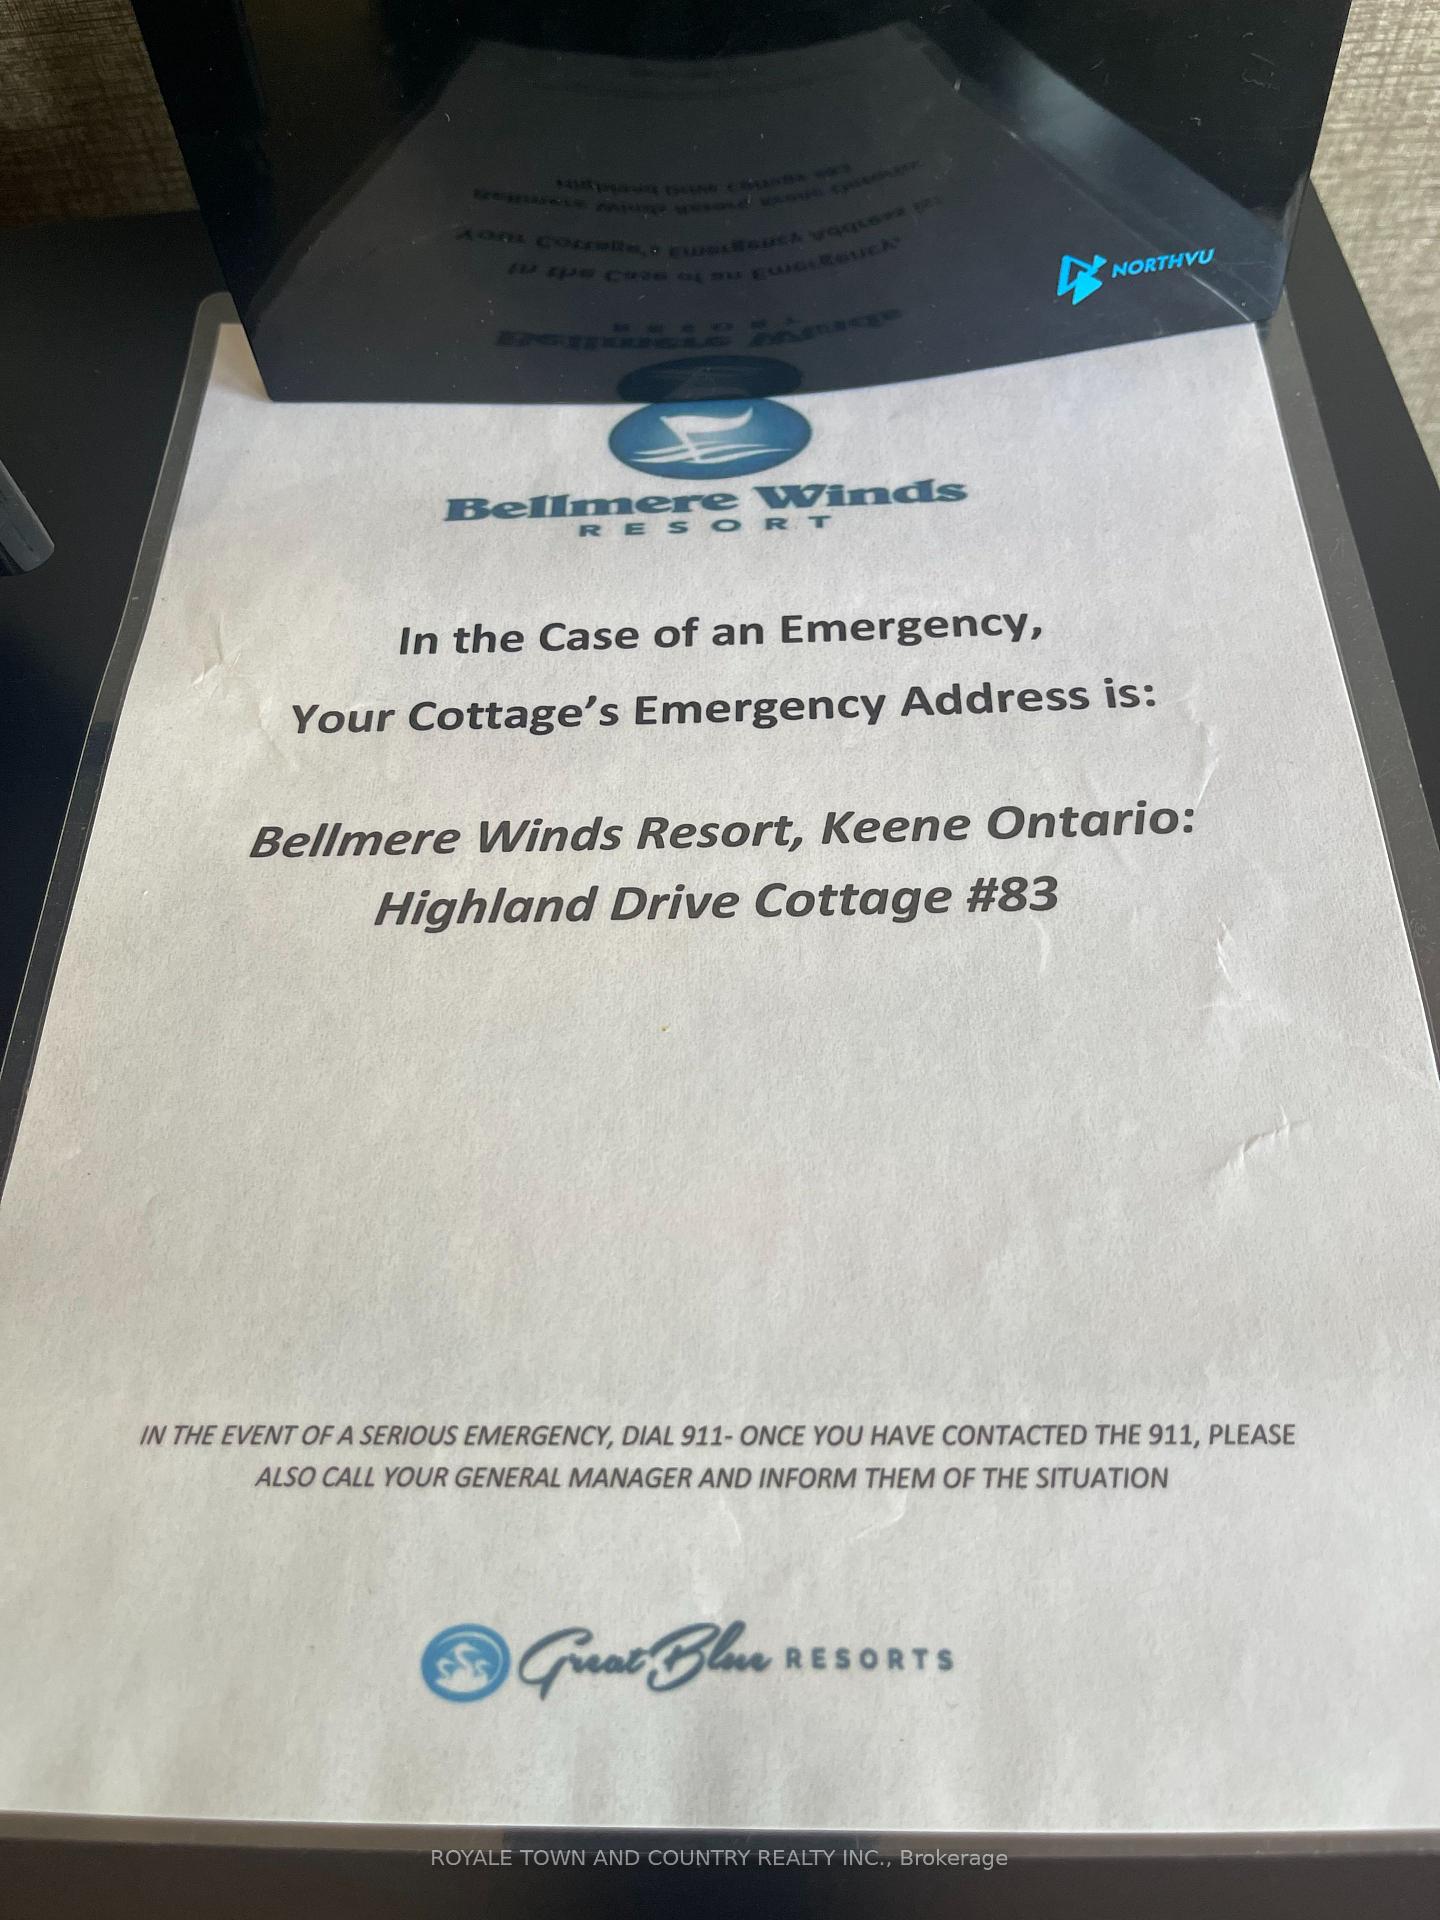 NORTHVU
Bellmere Winds
RESORT
In the Case of an Emergency,
Your Cottage’s Emergency Address is:
Bellmere Winds Resort, Keene Ontario:
Highland Drive Cottage #83
IN THE EVENT OF A SERIOUS EMERGENCY, DIAL 911- ONCE YOU HAVE CONTACTED THE 911, PLEASE
ALSO CALL YOUR GENERAL MANAGER AND INFORM THEM OF THE SITUATION
Great Blue RESORTS
ROYALE TOWN AND COUNTRY REALTY INC., Brokerage